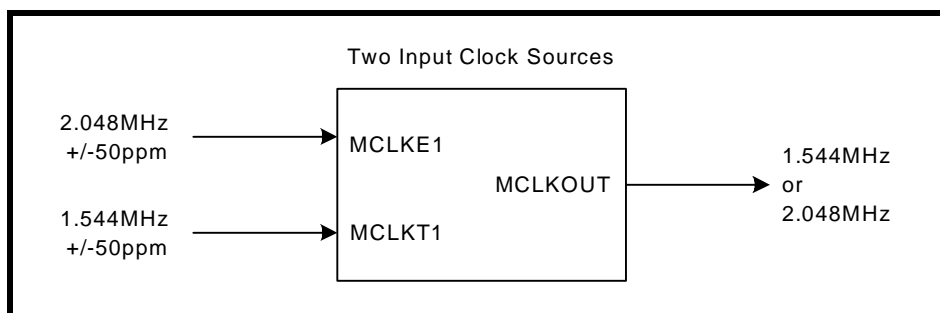 Two Input Clock Sources
2.048MHz
+/-50ppm
MCLKE1
MCLKOUT
1.544MHz
or
2.048MHz
1.544MHz
+/-50ppm
MCLKT1